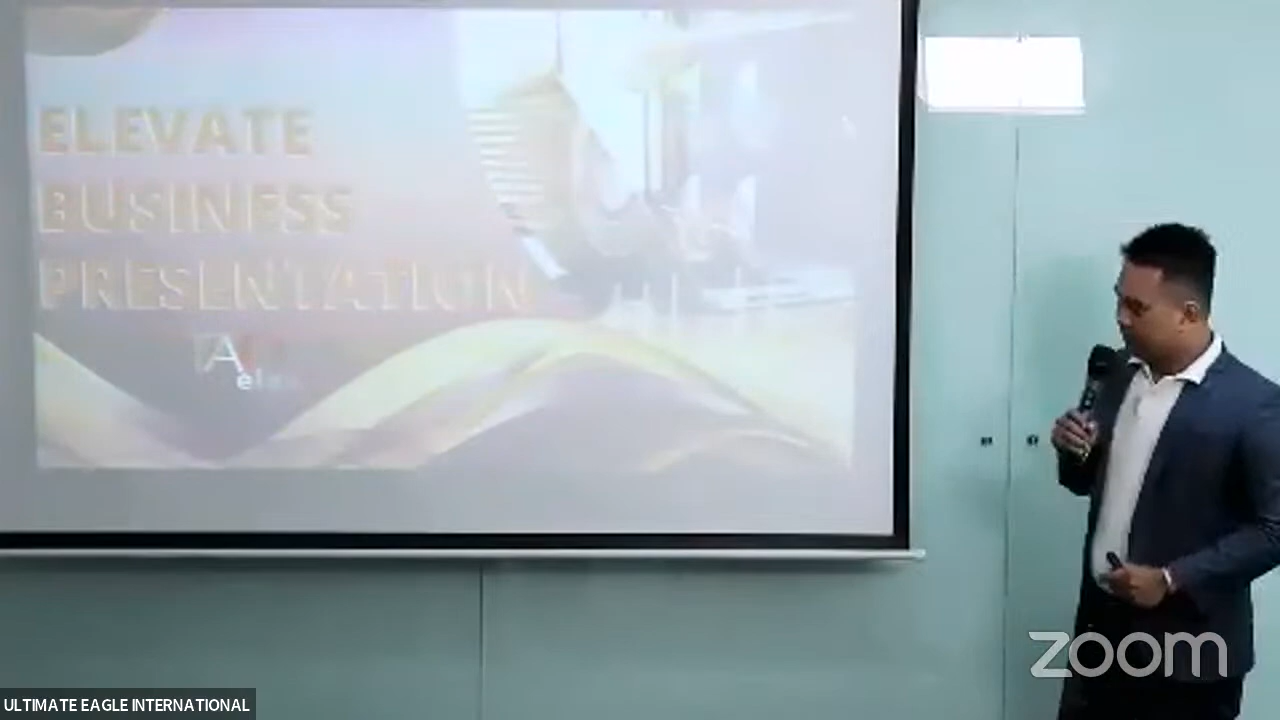 ELEVATE
BUSINESS
PRESENTATION
A
zoom
ULTIMATE EAGLE INTERNATIONAL